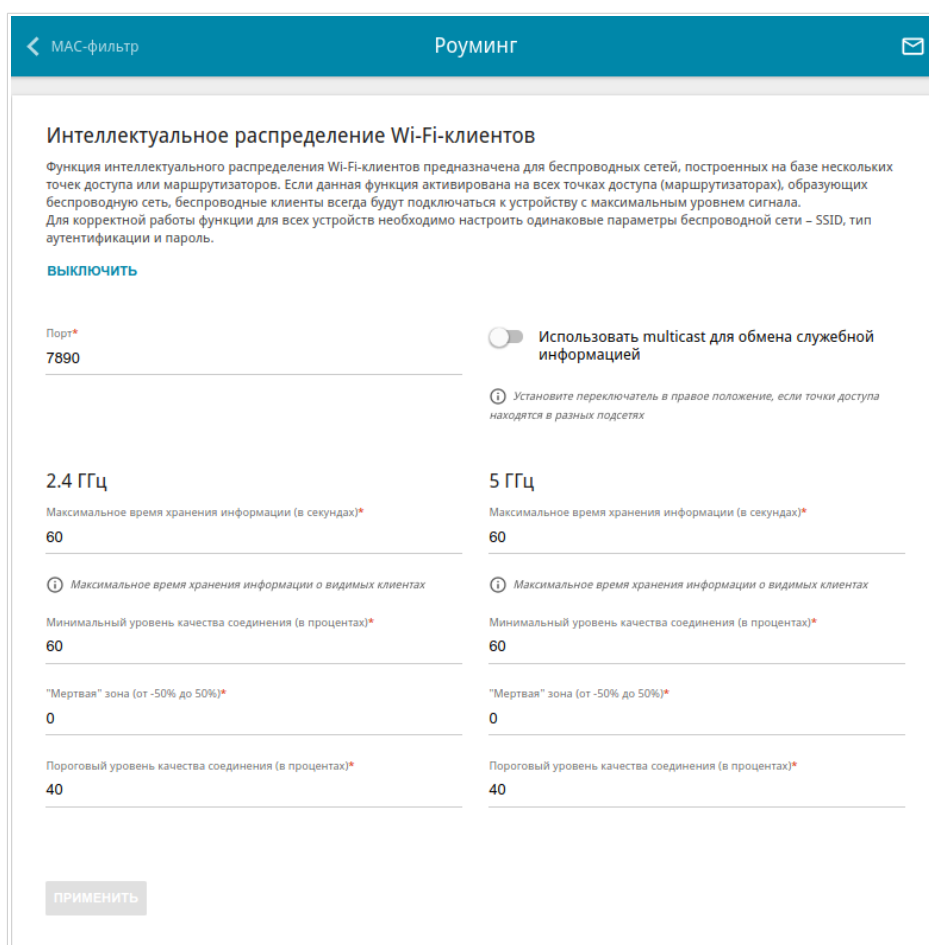 МАС-фильтр
Роуминг
Интеллектуальное распределение Wi-Fi-клиентов
Функция интеллектуального распределения Wi-Fi-клиентов предназначена для беспроводных сетей, построенных на базе нескольких
точек доступа или маршрутизаторов. Если данная функция активирована на всех точках доступа (маршрутизаторах), образующих
беспроводную сеть, беспроводные клиенты всегда будут подключаться к устройству с максимальным уровнем сигнала.
Для корректной работы функции для всех устройств необходимо настроить одинаковые параметры беспроводной сети – SSID, тип
аутентификации и пароль.
ВЫКЛЮЧИТЬ
Порт*
7890
Использовать multicast для обмена служебной
информацией
Установите переключатель в правое положение, если точки доступа
находятся в разных подсетях
2.4 ГГц
Максимальное время хранения информации (в секундах)*
60
Максимальное время хранения информации о видимых клиентах
Минимальный уровень качества соединения (в процентах)*
60
"Мертвая" зона (от -50% до 50%)*
0
Пороговый уровень качества соединения (в процентах)*
40
5 ГГц
Максимальное время хранения информации (в секундах)*
60
Максимальное время хранения информации о видимых клиентах
Минимальный уровень качества соединения (в процентах)*
60
"Мертвая" зона (от -50% до 50%)*
0
Пороговый уровень качества соединения (в процентах)*
40
ПРИМЕНИТЬ